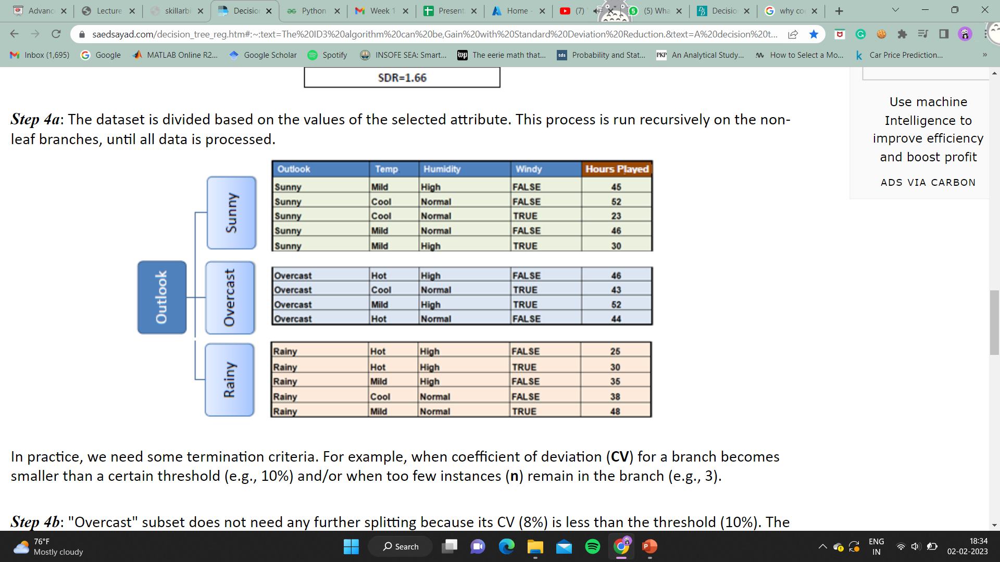 Advanc
Lecture
skillarbi
Decision
Python
Week 1
Present
Home -
(7)
5
(5) Wha
Decisio
why co
saedsayad.com/decision_tree_reg.htm#:~:text=The%20ID3%20algorithm%20can%20be,Gain%20with%20Standard%20Deviation%20Reduction.&text=A%20decision%20t...
Inbox (1,695)
Google
MATLAB Online R2...
Google Scholar
Spotify
INSOFE SEA: Smart...
The eerie math that...
tds Probability and Stat...
PKP An Analytical Study...
How to Select a Mo...
k Car Price Prediction...
»
SDR=1.66
Use machine
Intelligence to
improve efficiency
and boost profit
ADS VIA CARBON
Step 4a: The dataset is divided based on the values of the selected attribute. This process is run recursively on the non-
leaf branches, until all data is processed.
Outlook
Sunny
Overcast
Rainy
Outlook Temp Humidity Windy Hours Played
Sunny Mild High FALSE 45
Sunny Cool Normal FALSE 52
Sunny Cool Normal TRUE 23
Sunny Mild Normal FALSE 46
Sunny Mild High TRUE 30
Overcast Hot High FALSE 46
Overcast Cool Normal TRUE 43
Overcast Mild High TRUE 52
Overcast Hot Normal FALSE 44
Rainy Hot High FALSE 25
Rainy Hot High TRUE 30
Rainy Mild High FALSE 35
Rainy Cool Normal FALSE 38
Rainy Mild Normal TRUE 48
In practice, we need some termination criteria. For example, when coefficient of deviation (CV) for a branch becomes
smaller than a certain threshold (e.g., 10%) and/or when too few instances (n) remain in the branch (e.g., 3).
Step 4b: "Overcast" subset does not need any further splitting because its CV (8%) is less than the threshold (10%). The
76°F
Mostly cloudy
Search
ENG
IN
18:34
02-02-2023